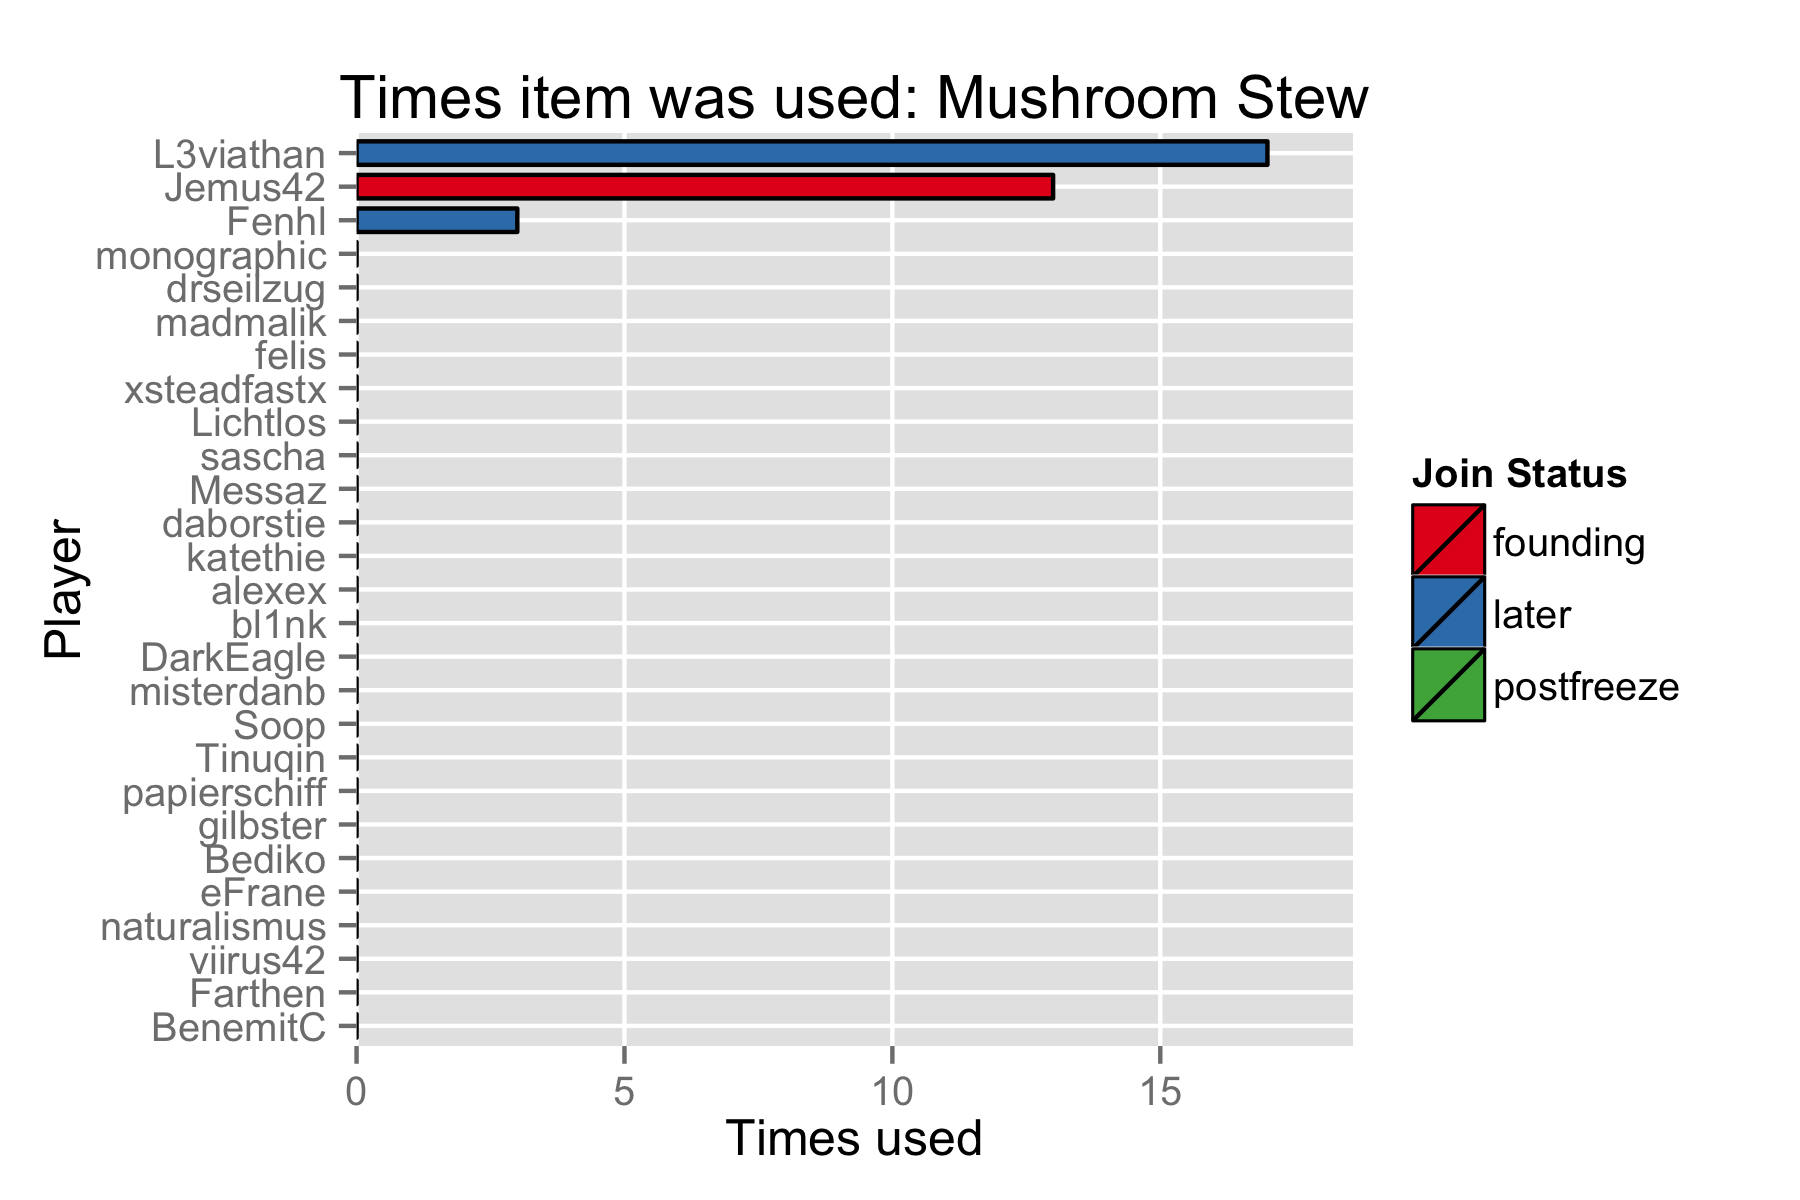 Times item was used: Mushroom Stew
L3viathan
Jemus42
Fenhl
monographic
drseilzug
madmalik
felis
xsteadfastx
Lichtlos
sascha
Messaz
daborstie
katethie
alexex
bl1nk
DarkEagle
misterdanb
Soop
Tinuqin
papierschiff
gilbster
Bediko
eFrane
naturalismus
viirus42
Farthen
BenemitC
Player
0 5 10 15
Times used
Join Status
founding
later
postfreeze